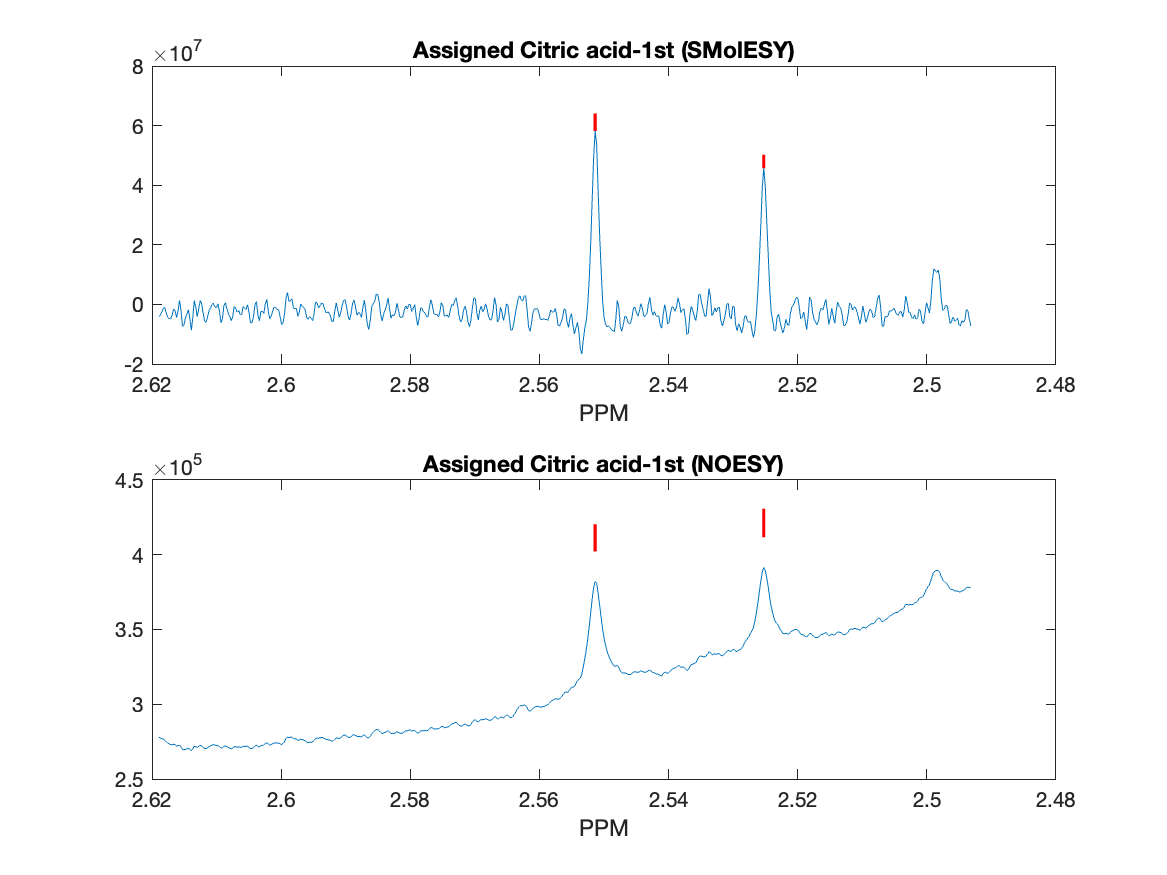 Assigned Citric acid-1st (SMolESY)
×10^7
8
6
4
2
0
-2
2.62 2.6 2.58 2.56 2.54 2.52 2.5 2.48
PPM
Assigned Citric acid-1st (NOESY)
×10^5
4.5
4
3.5
3
2.5
2.62 2.6 2.58 2.56 2.54 2.52 2.5 2.48
PPM